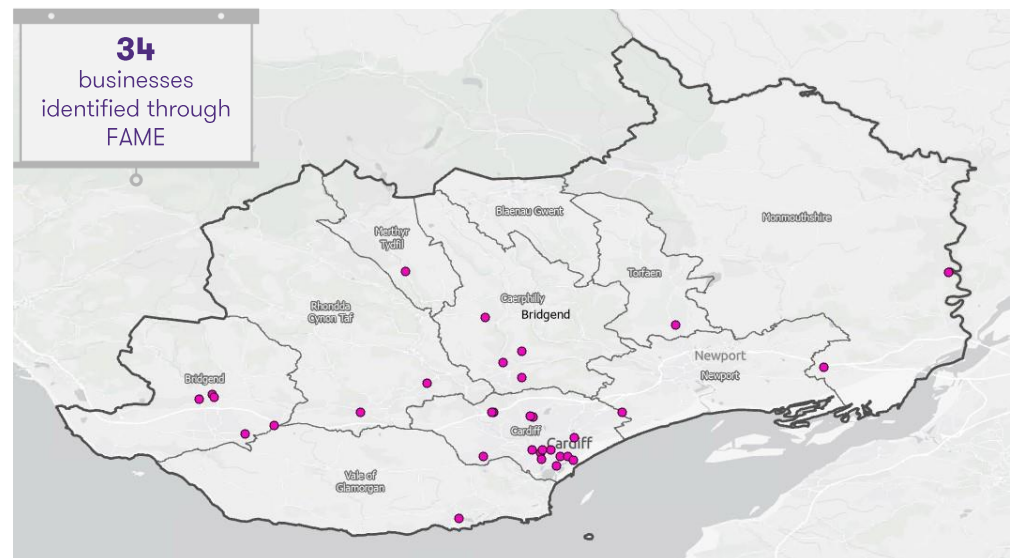 34
businesses
identified through
FAME
Blaenau Gwent
Monmouthshire
Merthyr
Tydfil
Torfaen
Caerphilly
Rhondda
Cynon Taf
Bridgend
Newport
Newport
Bridgend
Cardiff
Cardiff
Vale of
Glamorgan